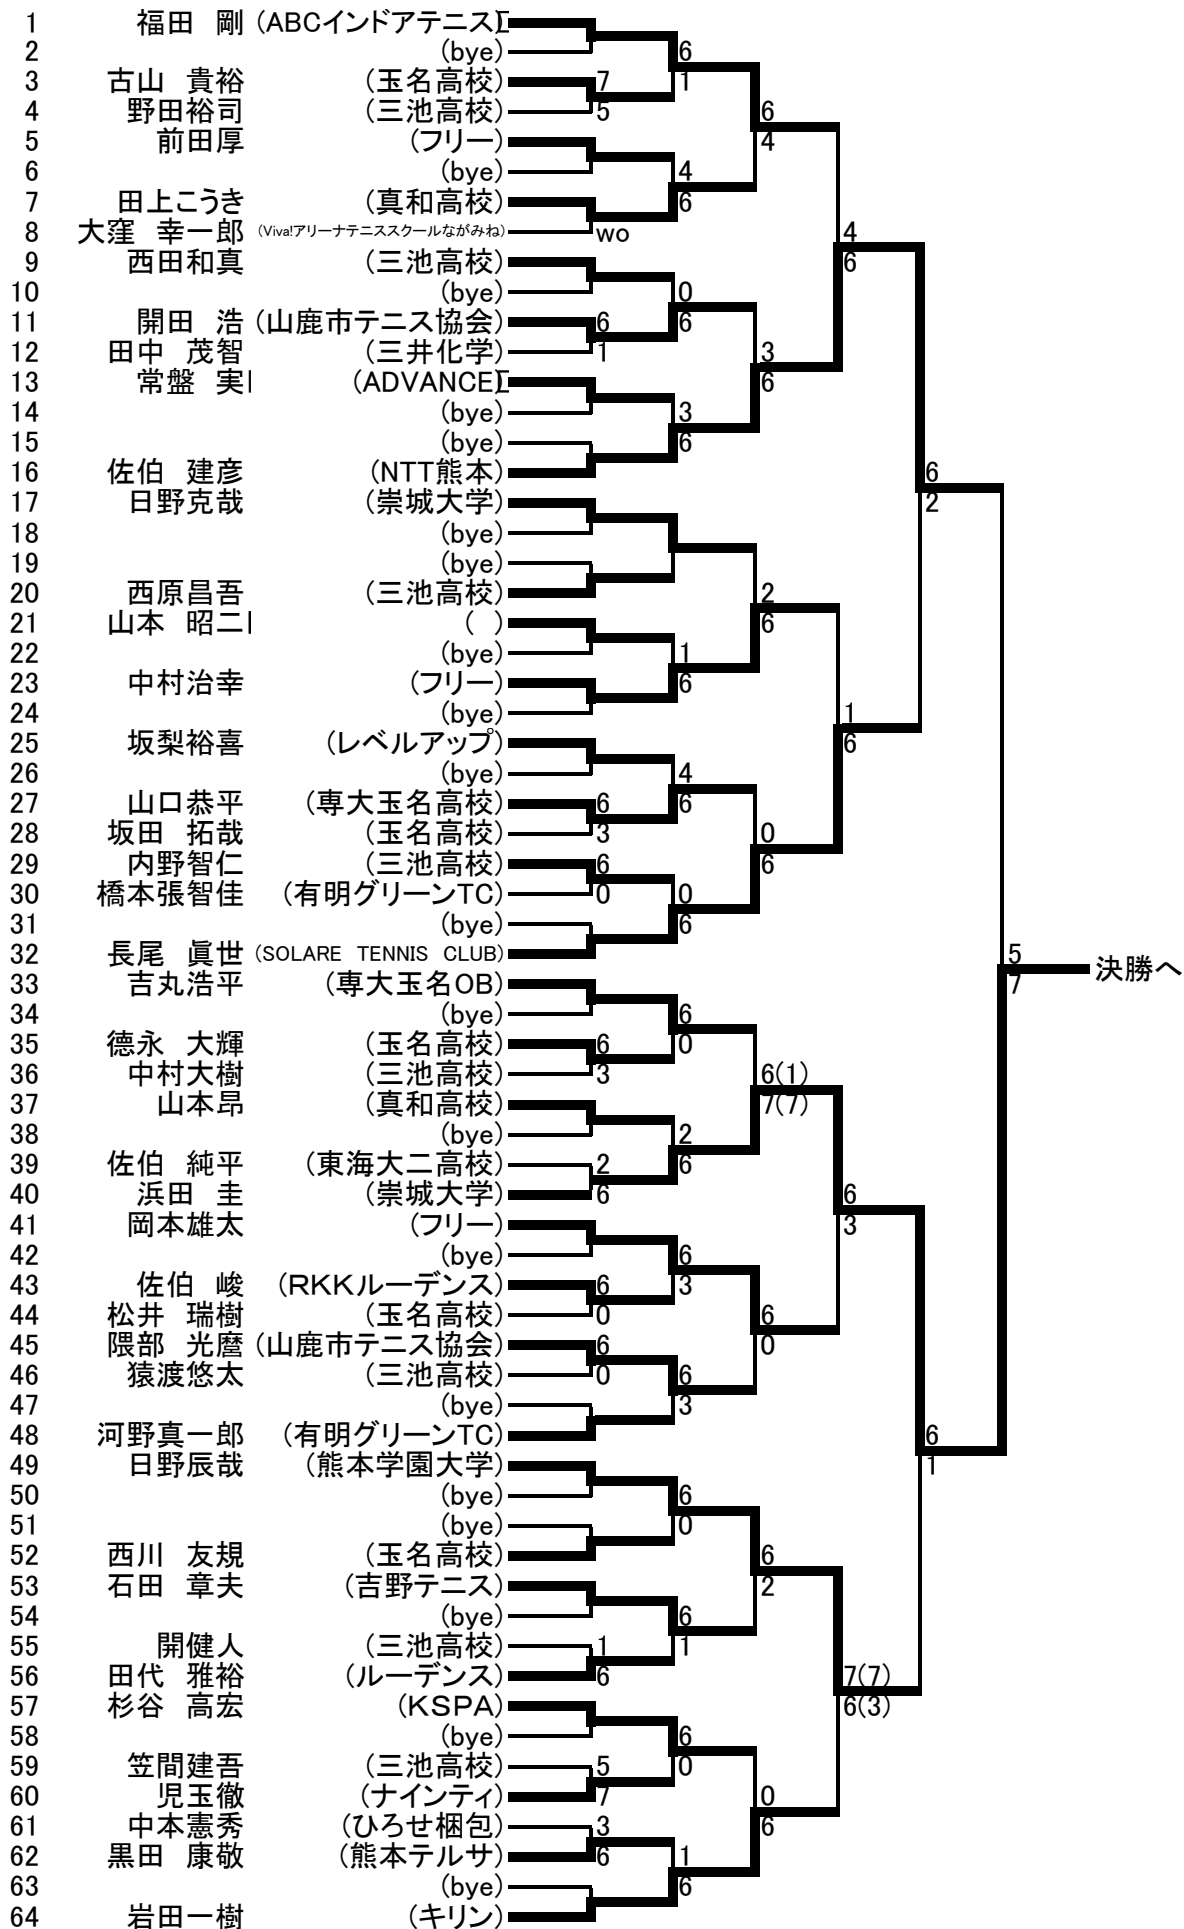 1 福田 剛 (ABCインドアテニス)
2 (bye) 6
3 古山 貴裕 (玉名高校) 7 1
4 野田裕司 (三池高校) 5 6
5 前田厚 (フリー) 4
6 (bye) 4
7 田上こうき (真和高校) 6
8 大窪 幸一郎 (Viva!アリーナテニススクールながみね) wo 4
9 西田和真 (三池高校) 6
10 (bye) 0
11 開田 浩 (山鹿市テニス協会) 6 6
12 田中 茂智 (三井化学) 1 3
13 常盤 実 (ADVANCE) 6
14 (bye) 3
15 (bye) 6
16 佐伯 建彦 (NTT熊本) 6
17 日野克哉 (崇城大学) 2
18 (bye)
19 (bye)
20 西原昌吾 (三池高校) 2
21 山本 昭二 ( ) 6
22 (bye) 1
23 中村治幸 (フリー) 6
24 (bye) 1
25 坂梨裕喜 (レベルアップ) 6
26 (bye) 4
27 山口恭平 (専大玉名高校) 6 6
28 坂田 拓哉 (玉名高校) 3 0
29 内野智仁 (三池高校) 6 6
30 橋本張智佳 (有明グリーンTC) 0 0
31 (bye) 6
32 長尾 眞世 (SOLARE TENNIS CLUB) 5
決勝へ
33 吉丸浩平 (専大玉名OB) 7
34 (bye) 6
35 德永 大輝 (玉名高校) 6 0
36 中村大樹 (三池高校) 3 6(1)
37 山本昂 (真和高校) 7(7)
38 (bye) 2
39 佐伯 純平 (東海大二高校) 2 6
40 浜田 圭 (崇城大学) 6 6
41 岡本雄太 (フリー) 3
42 (bye) 6
43 佐伯 峻 (RKKルーデンス) 6 3
44 松井 瑞樹 (玉名高校) 0 6
45 隈部 光麿 (山鹿市テニス協会) 6 0
46 猿渡悠太 (三池高校) 0 6
47 (bye) 3
48 河野真一郎 (有明グリーンTC) 6
49 日野辰哉 (熊本学園大学) 1
50 (bye) 6
51 (bye) 0
52 西川 友規 (玉名高校) 6
53 石田 章夫 (吉野テニス) 2
54 (bye) 6
55 開健人 (三池高校) 1 1
56 田代 雅裕 (ルーデンス) 6 7(7)
57 杉谷 高宏 (KSPA) 6(3)
58 (bye) 6
59 笠間建吾 (三池高校) 5 0
60 児玉徹 (ナインティ) 7 0
61 中本憲秀 (ひろせ梱包) 3 6
62 黒田 康敬 (熊本テルサ) 6 1
63 (bye) 6
64 岩田一樹 (キリン)